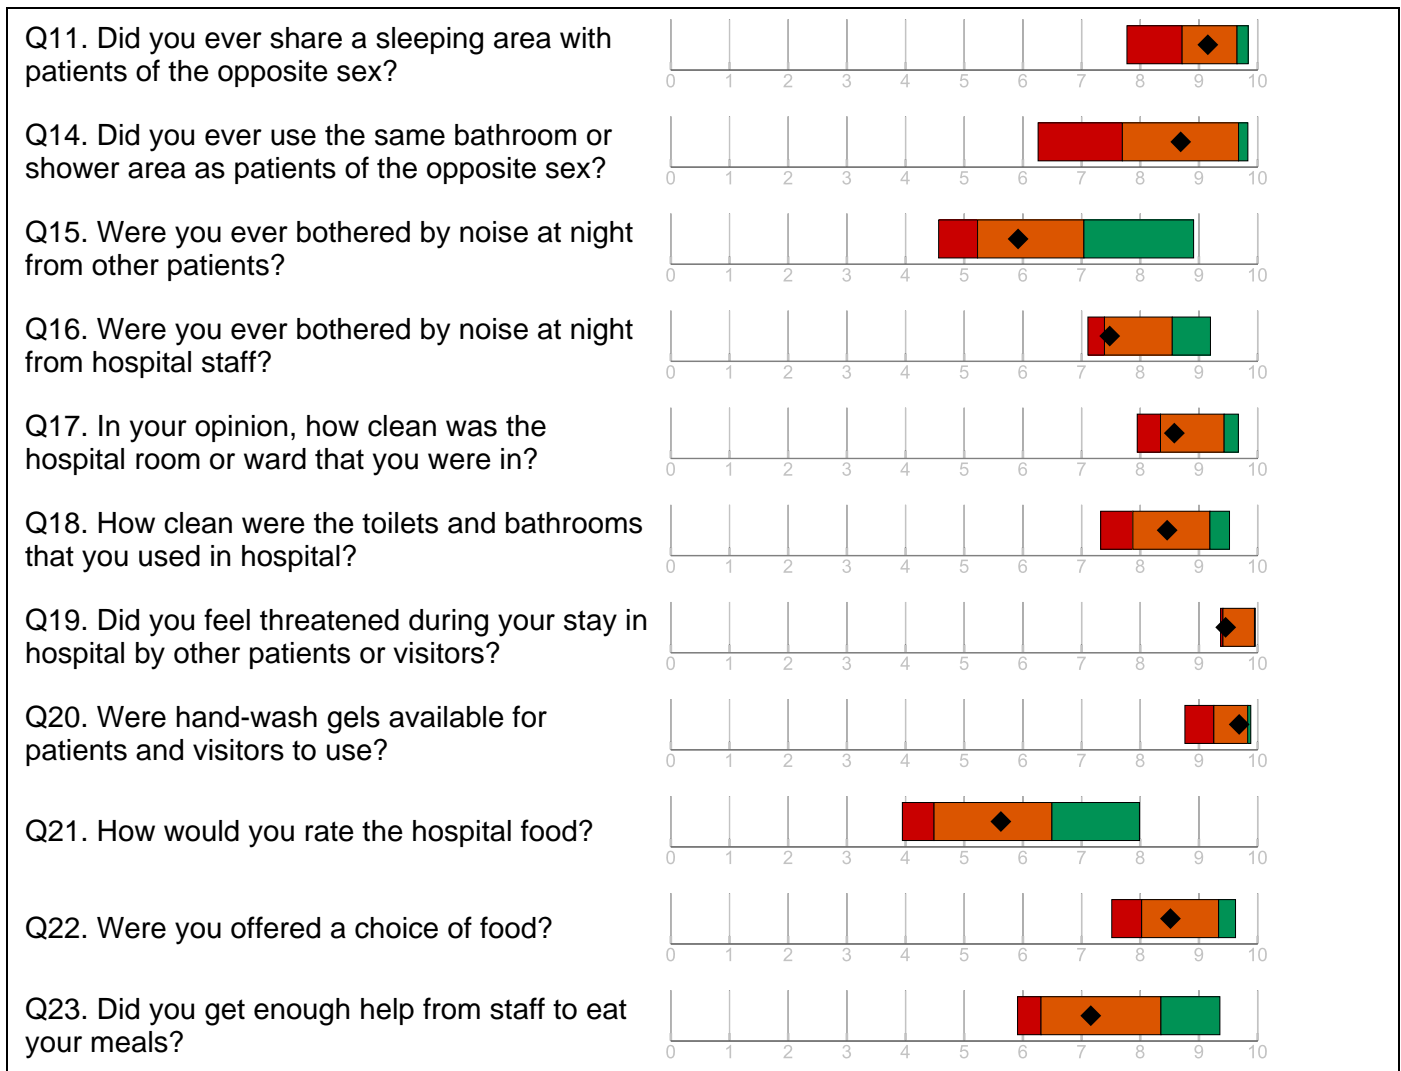 Q11. Did you ever share a sleeping area with
patients of the opposite sex?
0 1 2 3 4 5 6 7 8 9 10
Q14. Did you ever use the same bathroom or
shower area as patients of the opposite sex?
0 1 2 3 4 5 6 7 8 9 10
Q15. Were you ever bothered by noise at night
from other patients?
0 1 2 3 4 5 6 7 8 9 10
Q16. Were you ever bothered by noise at night
from hospital staff?
0 1 2 3 4 5 6 7 8 9 10
Q17. In your opinion, how clean was the
hospital room or ward that you were in?
0 1 2 3 4 5 6 7 8 9 10
Q18. How clean were the toilets and bathrooms
that you used in hospital?
0 1 2 3 4 5 6 7 8 9 10
Q19. Did you feel threatened during your stay in
hospital by other patients or visitors?
0 1 2 3 4 5 6 7 8 9 10
Q20. Were hand-wash gels available for
patients and visitors to use?
0 1 2 3 4 5 6 7 8 9 10
Q21. How would you rate the hospital food?
0 1 2 3 4 5 6 7 8 9 10
Q22. Were you offered a choice of food?
0 1 2 3 4 5 6 7 8 9 10
Q23. Did you get enough help from staff to eat
your meals?
0 1 2 3 4 5 6 7 8 9 10